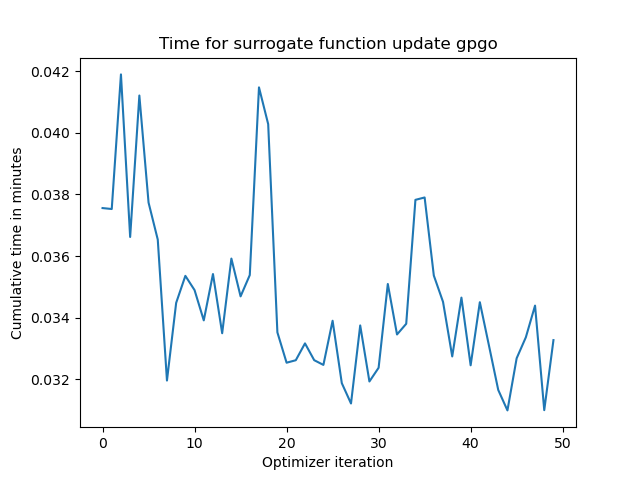 Time for surrogate function update gpgo
0.042
0.040
0.038
0.036
0.034
0.032
Cumulative time in minutes
0 10 20 30 40 50
Optimizer iteration